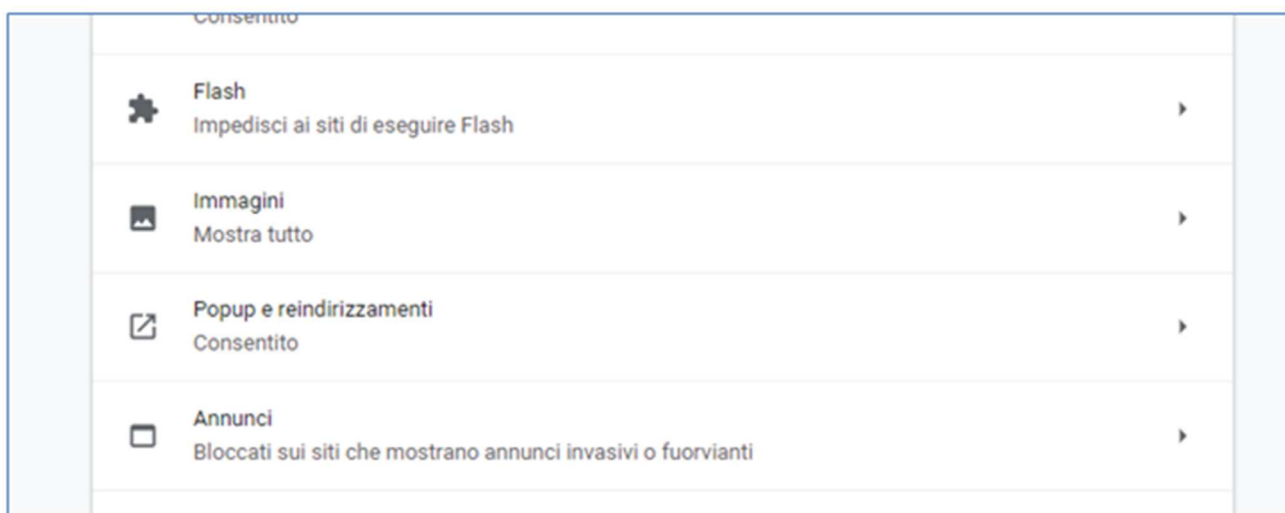 Consentito
Flash
Impedisci ai siti di eseguire Flash
Immagini
Mostra tutto
Popup e reindirizzamenti
Consentito
Annunci
Bloccati sui siti che mostrano annunci invasivi o fuorvianti